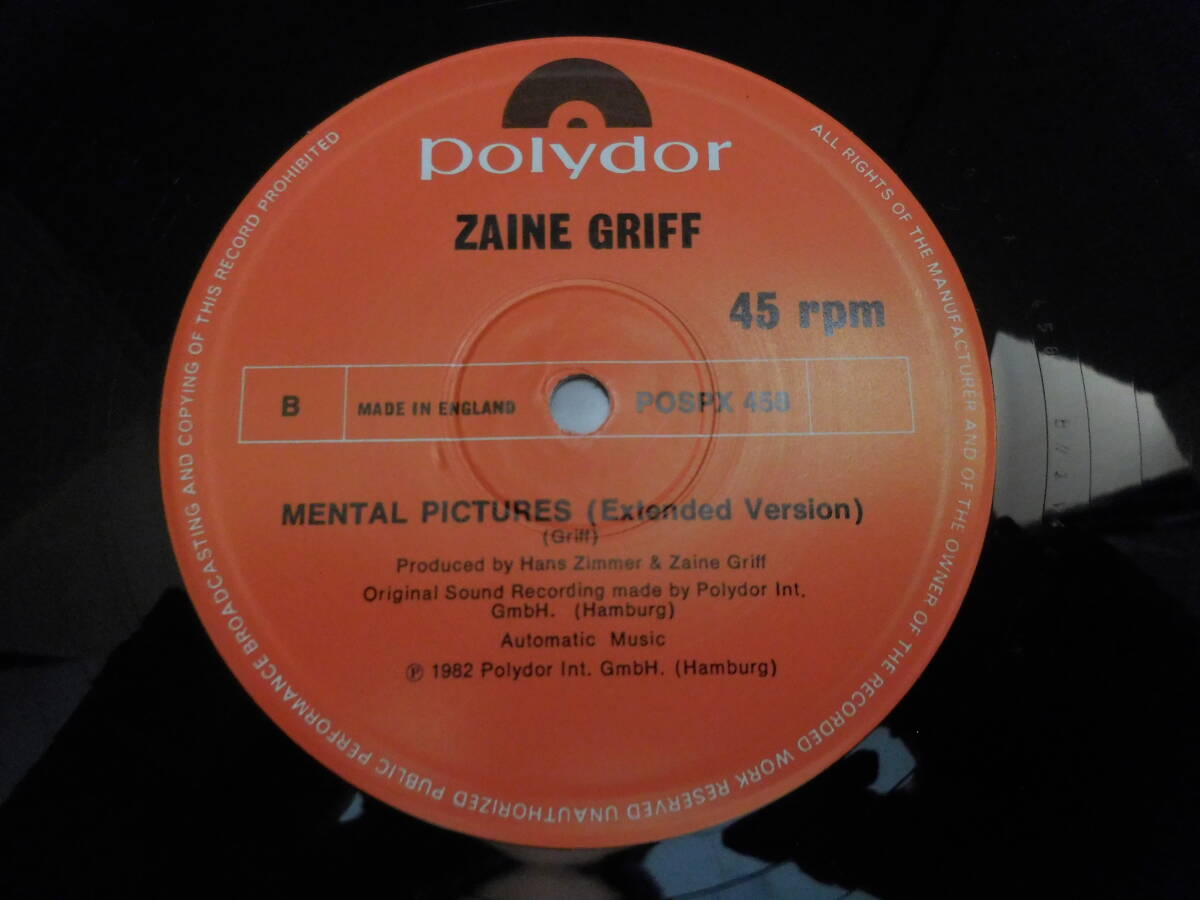 polydor
ZAINE GRIFF
45 rpm
B
MADE IN ENGLAND
POSPX 458
MENTAL PICTURES (Extended Version)
(Griff)
Produced by Hans Zimmer & Zaine Griff
Original Sound Recording made by Polydor Int.
GmbH. (Hamburg)
Automatic Music
℗ 1982 Polydor Int. GmbH. (Hamburg)
ALL RIGHTS OF THE MANUFACTURER AND OF THE OWNER OF THE RECORDED WORK RESERVED UNAUTHORIZED PUBLIC PERFORMANCE BROADCASTING AND COPYING OF THIS RECORD PROHIBITED